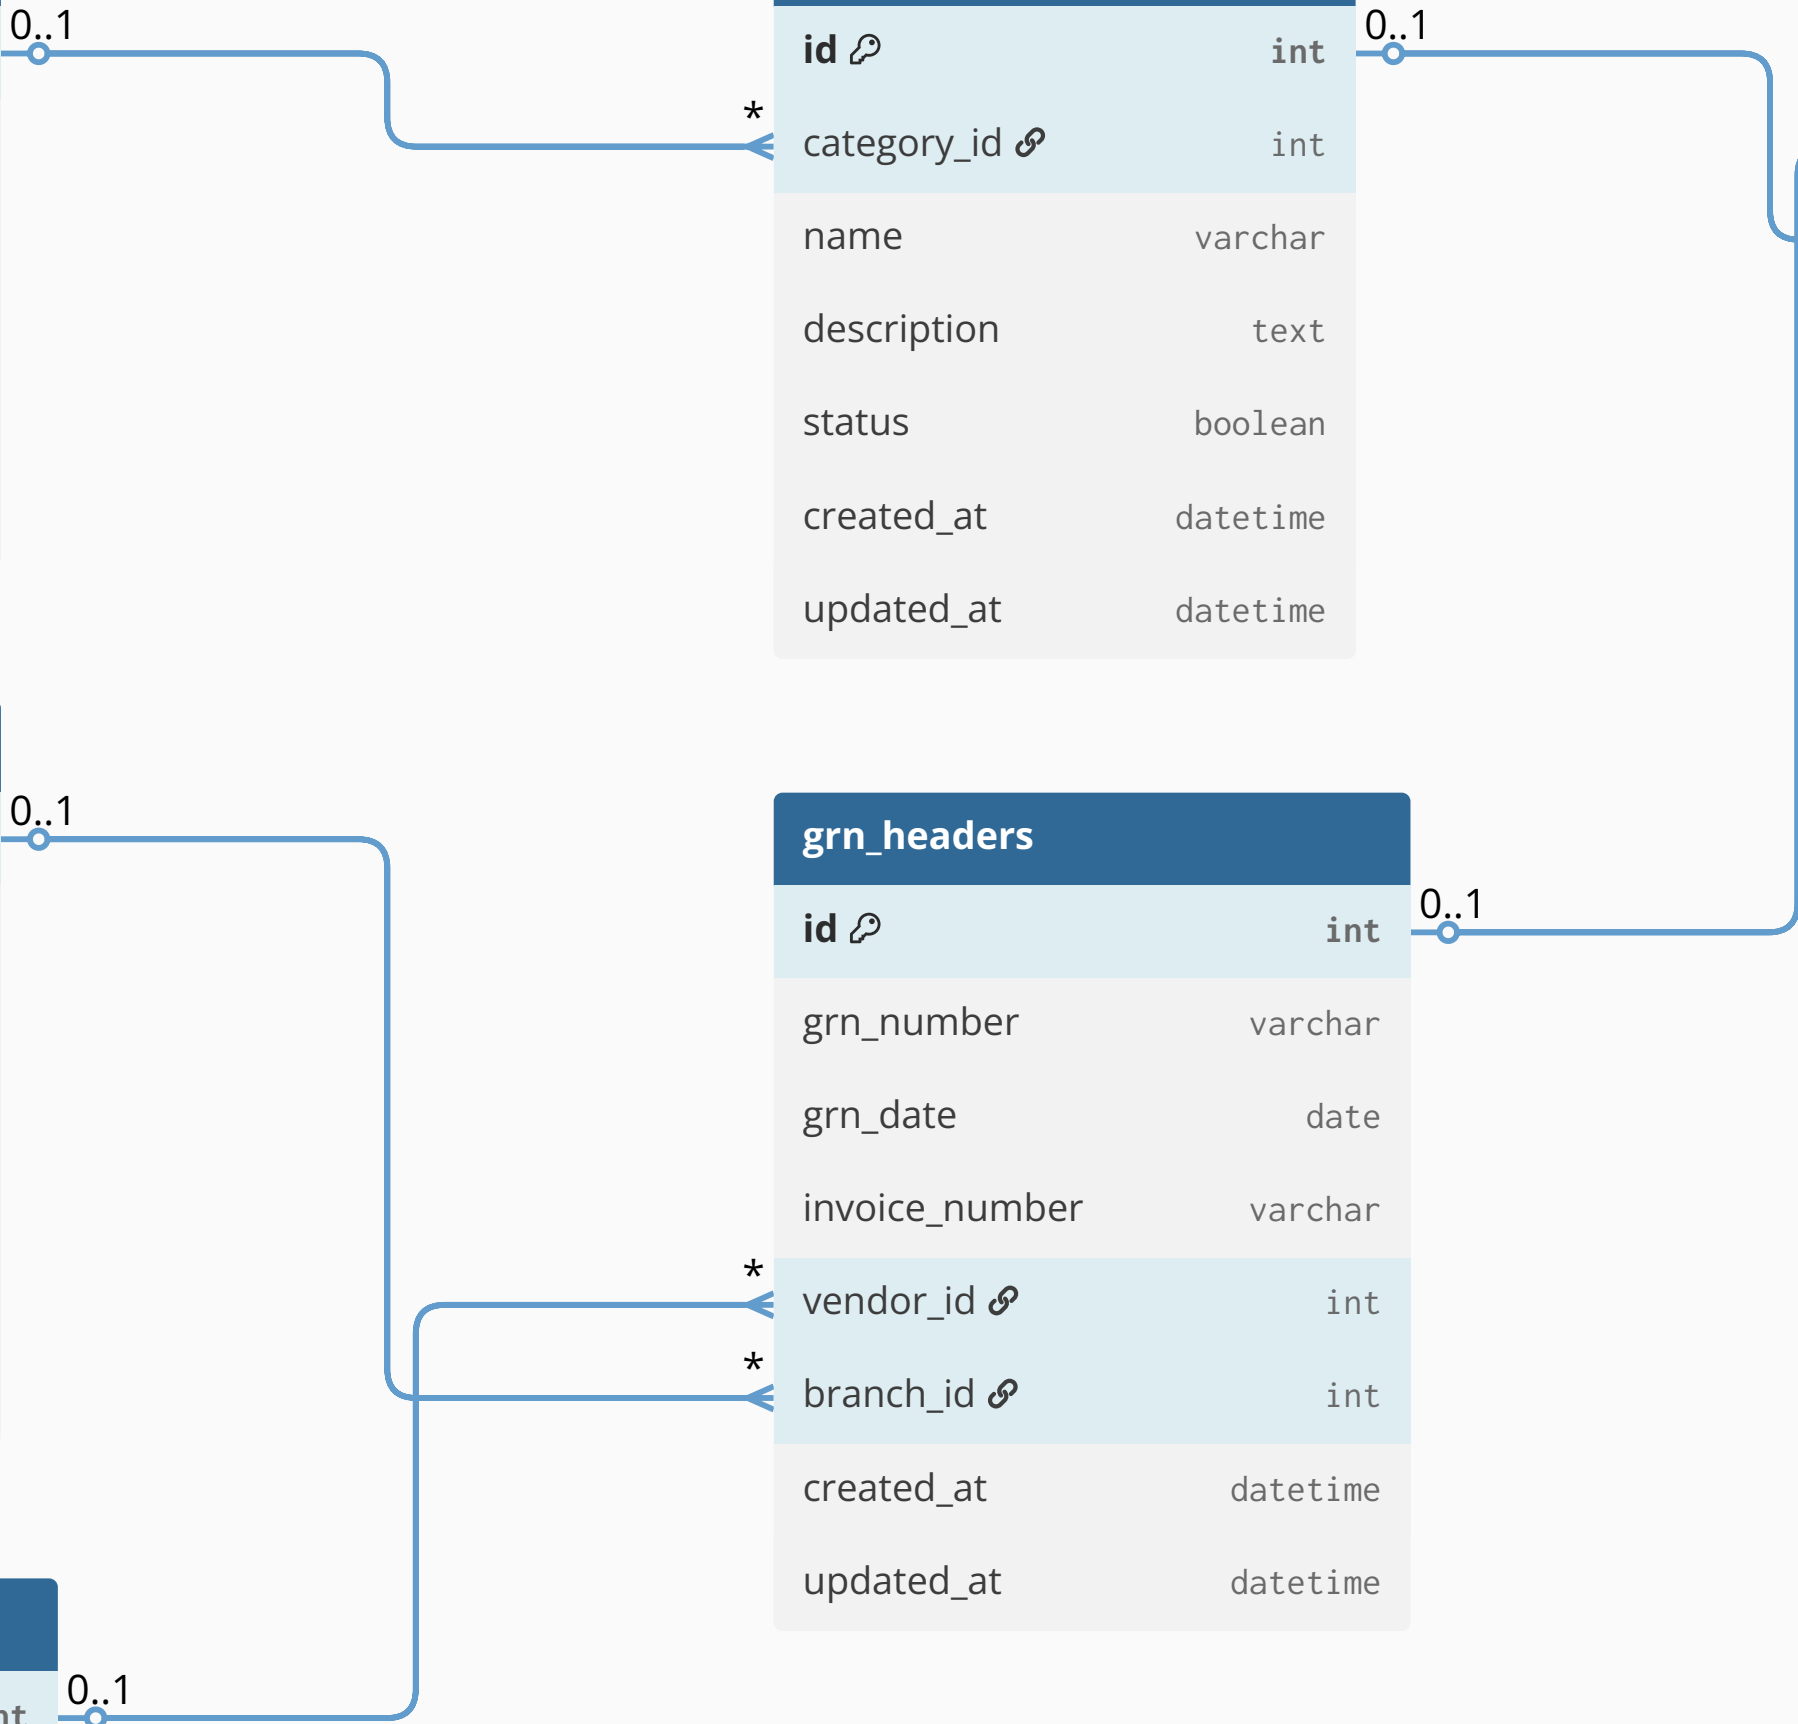 0..1
0..1
id int
*
category_id int
name varchar
description text
status boolean
created_at datetime
updated_at datetime
0..1
grn_headers
id int
0..1
grn_number varchar
grn_date date
invoice_number varchar
*
vendor_id int
*
branch_id int
created_at datetime
updated_at datetime
0..1